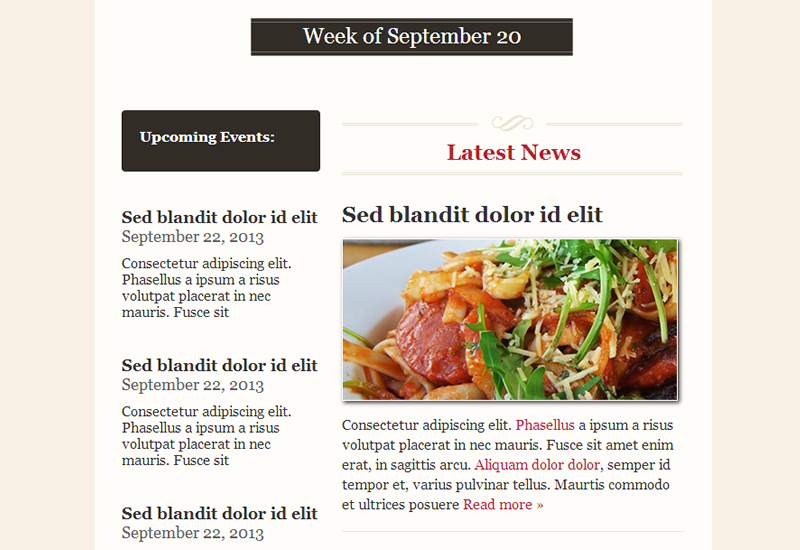 Week of September 20
Upcoming Events:
Sed blandit dolor id elit
September 22, 2013
Consectetur adipiscing elit.
Phasellus a ipsum a risus
volutpat placerat in nec
mauris. Fusce sit
Sed blandit dolor id elit
September 22, 2013
Consectetur adipiscing elit.
Phasellus a ipsum a risus
volutpat placerat in nec
mauris. Fusce sit
Sed blandit dolor id elit
September 22, 2013
Latest News
Sed blandit dolor id elit
Consectetur adipiscing elit. Phasellus a ipsum a risus
volutpat placerat in nec mauris. Fusce sit amet enim
erat, in sagittis arcu. Aliquam dolor dolor, semper id
tempor et, varius pulvinar tellus. Maurtis commodo
et ultrices posuere Read more »